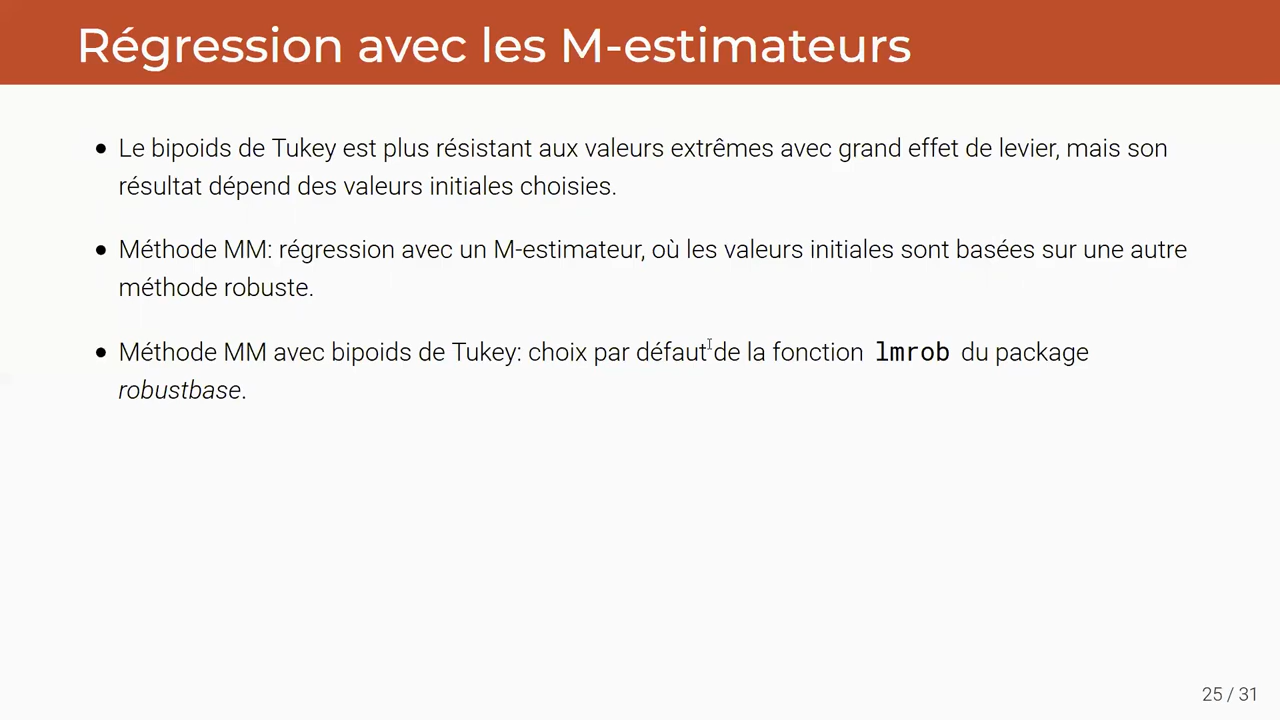 Régression avec les M-estimateurs
• Le bipoids de Tukey est plus résistant aux valeurs extrêmes avec grand effet de levier, mais son
résultat dépend des valeurs initiales choisies.
• Méthode MM: régression avec un M-estimateur, où les valeurs initiales sont basées sur une autre
méthode robuste.
• Méthode MM avec bipoids de Tukey: choix par défaut de la fonction lmrob du package
robustbase.
25 / 31